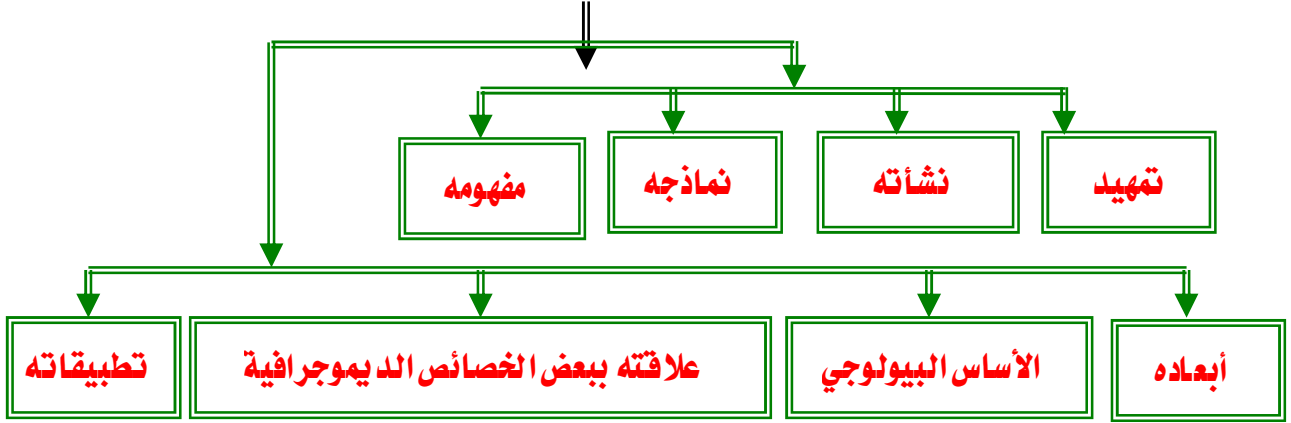 تمهيد
نشأته
نماذجه
مفهومه
أبعاده
الأساس البيولوجي
علاقته ببعض الخصائص الديموجرافية
تطبيقاته